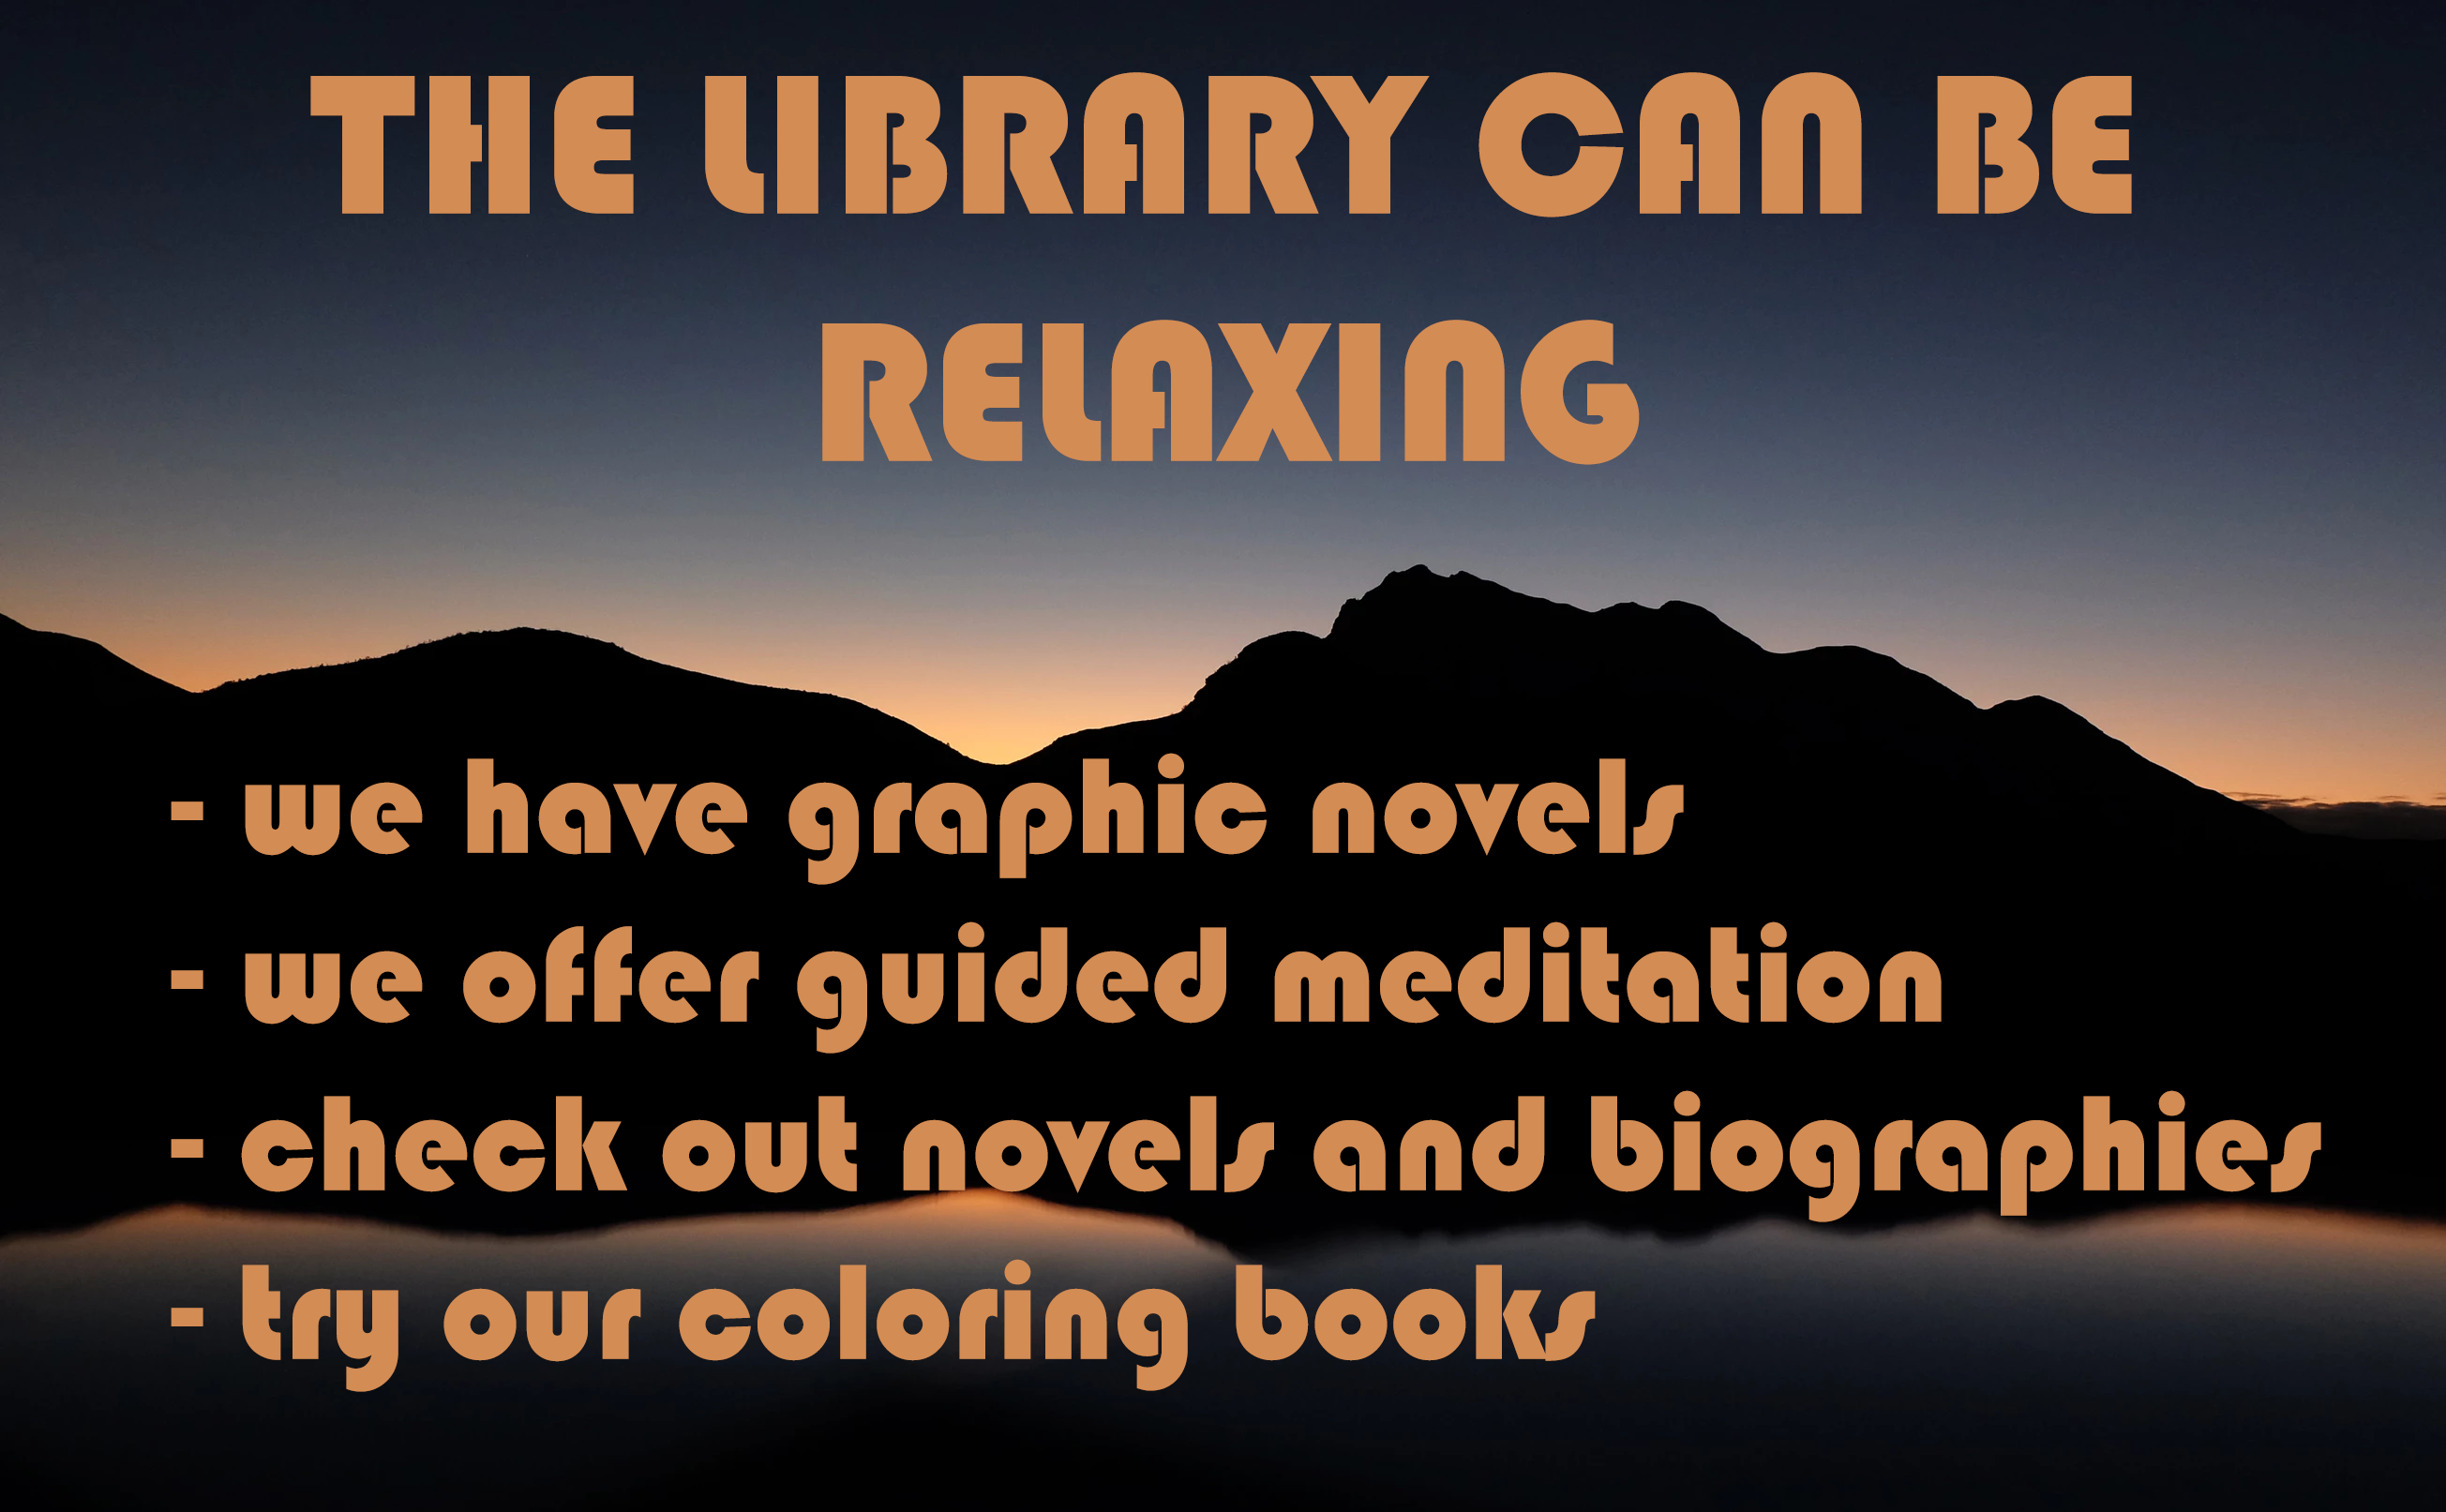 THE LIBRARY CAN BE
RELAXING
- we have graphic novels
- we offer guided meditation
- check out novels and biographies
- try our coloring books